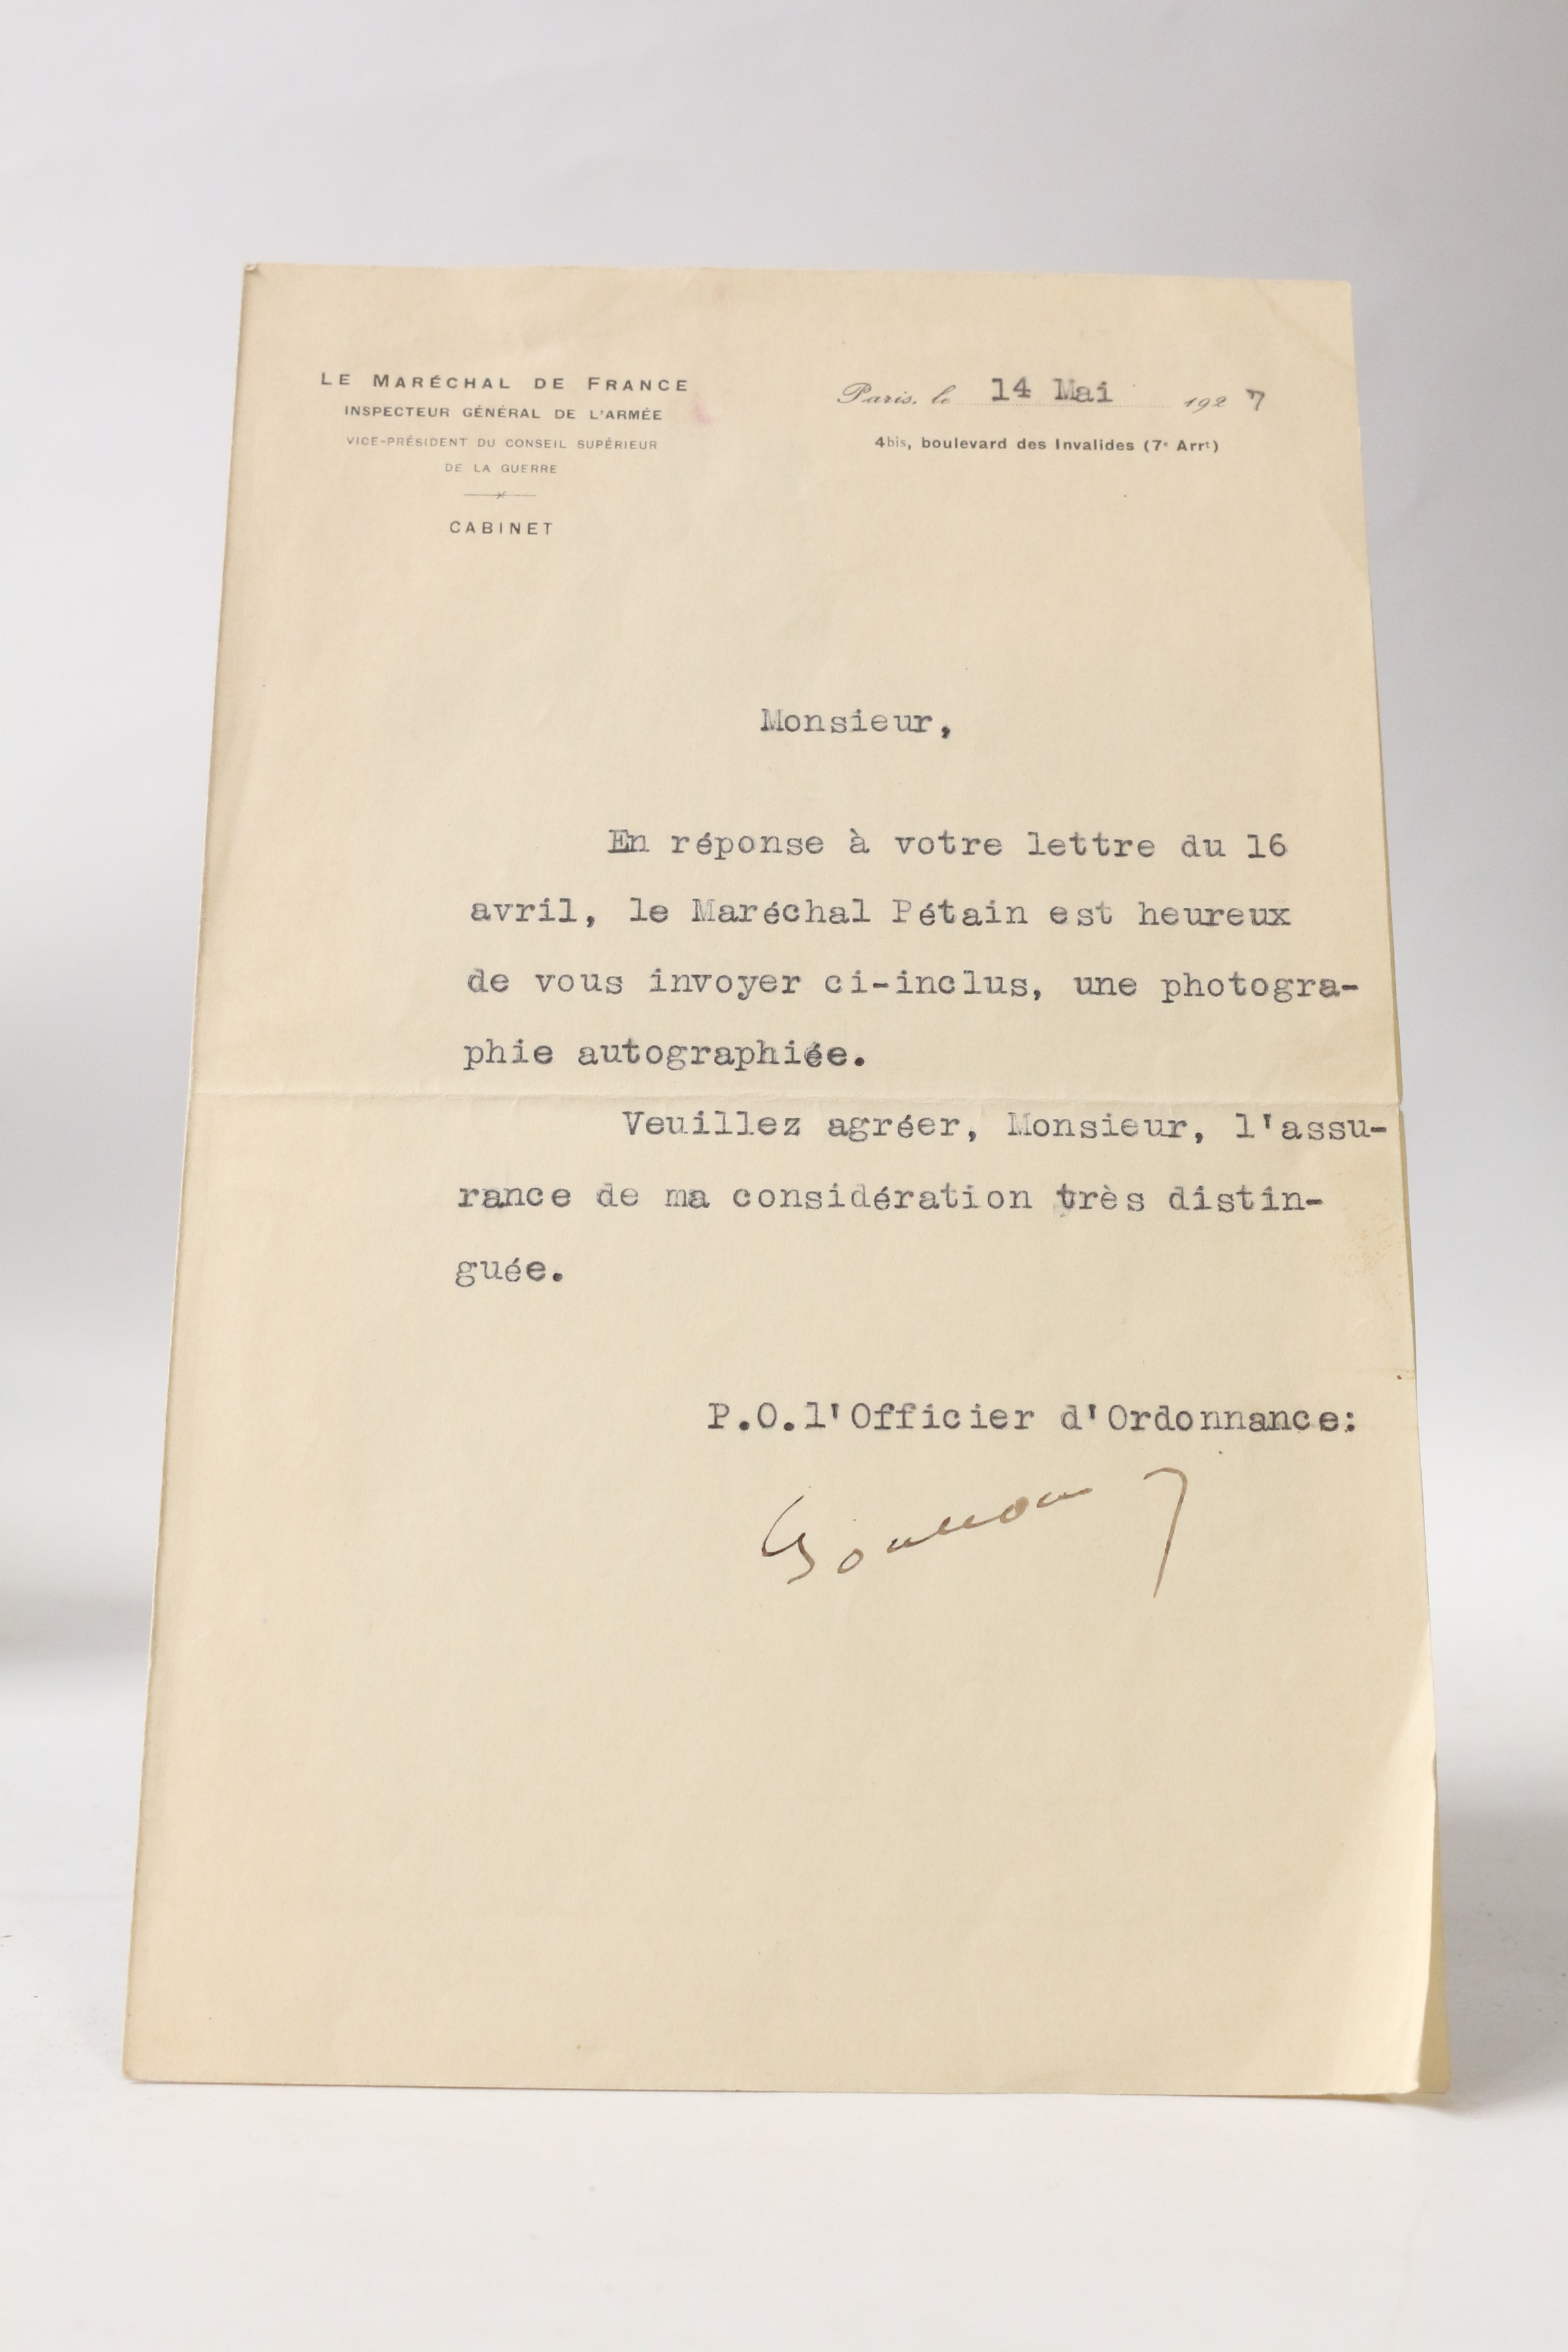 LE MARÉCHAL DE FRANCE
INSPECTEUR GÉNÉRAL DE L'ARMÉE
VICE-PRÉSIDENT DU CONSEIL SUPÉRIEUR
DE LA GUERRE
CABINET
Paris, le 14 Mai 1927
4bis, boulevard des Invalides (7e Arrt)
Monsieur,
En réponse à votre lettre du 16
avril, le Maréchal Pétain est heureux
de vous invoyer ci-inclus, une photogra-
phie autographiée.
Veuillez agréer, Monsieur, l'assu-
rance de ma considération très distin-
guée.
P.O.l'Officier d'Ordonnance: